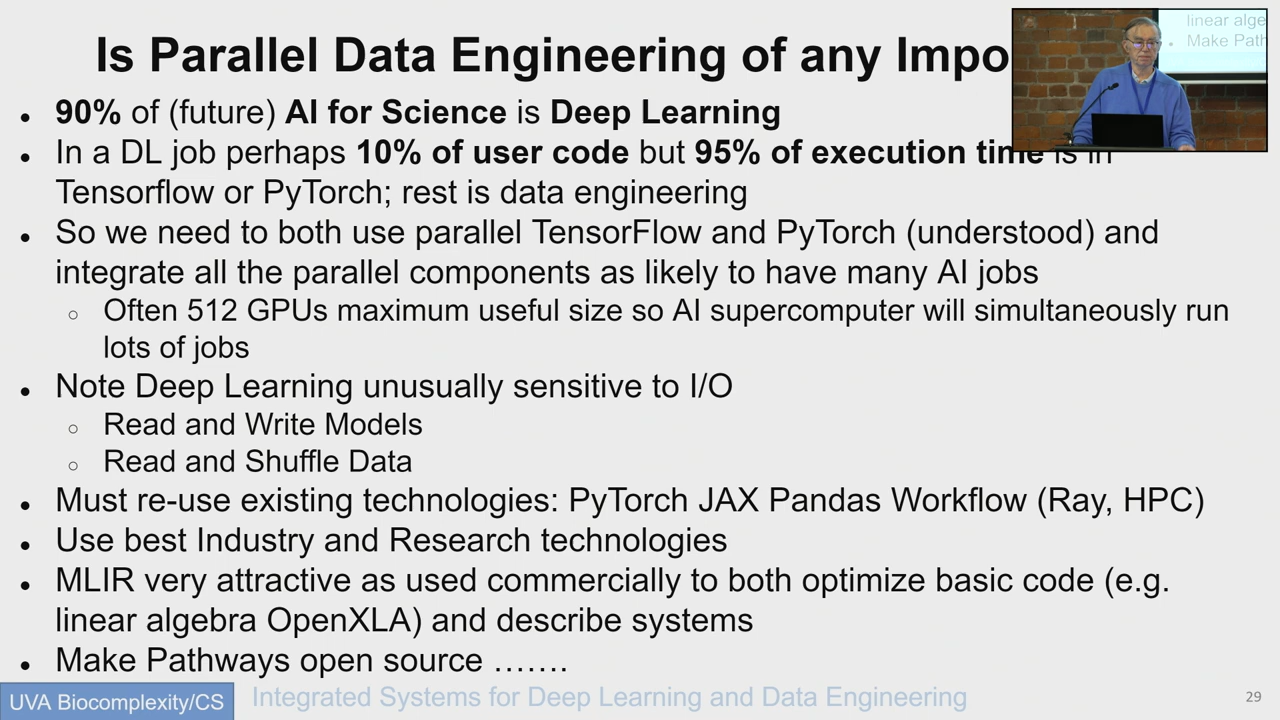 Is Parallel Data Engineering of any Impo
linear alge
• Make Path
• 90% of (future) AI for Science is Deep Learning
• In a DL job perhaps 10% of user code but 95% of execution time is in
Tensorflow or PyTorch; rest is data engineering
• So we need to both use parallel TensorFlow and PyTorch (understood) and
integrate all the parallel components as likely to have many AI jobs
○ Often 512 GPUs maximum useful size so AI supercomputer will simultaneously run
lots of jobs
• Note Deep Learning unusually sensitive to I/O
○ Read and Write Models
○ Read and Shuffle Data
• Must re-use existing technologies: PyTorch JAX Pandas Workflow (Ray, HPC)
• Use best Industry and Research technologies
• MLIR very attractive as used commercially to both optimize basic code (e.g.
linear algebra OpenXLA) and describe systems
• Make Pathways open source …….
UVA Biocomplexity/CS
Integrated Systems for Deep Learning and Data Engineering
29